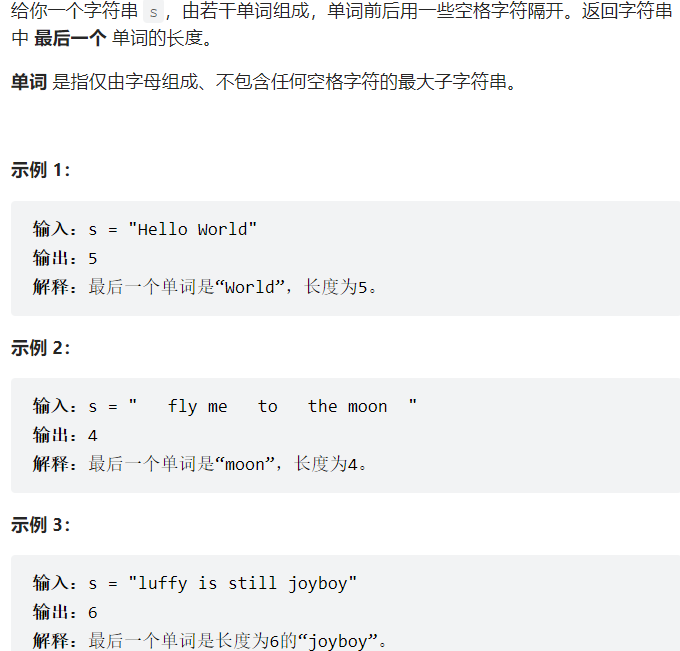 给你一个字符串 s，由若干单词组成，单词前后用一些空格字符隔开。返回字符串
中 最后一个 单词的长度。
单词 是指仅由字母组成、不包含任何空格字符的最大子字符串。
示例 1：
输入：s = "Hello World"
输出：5
解释：最后一个单词是“World”，长度为5。
示例 2：
输入：s = "   fly me   to   the moon  "
输出：4
解释：最后一个单词是“moon”，长度为4。
示例 3：
输入：s = "luffy is still joyboy"
输出：6
解释：最后一个单词是长度为6的“joyboy”。